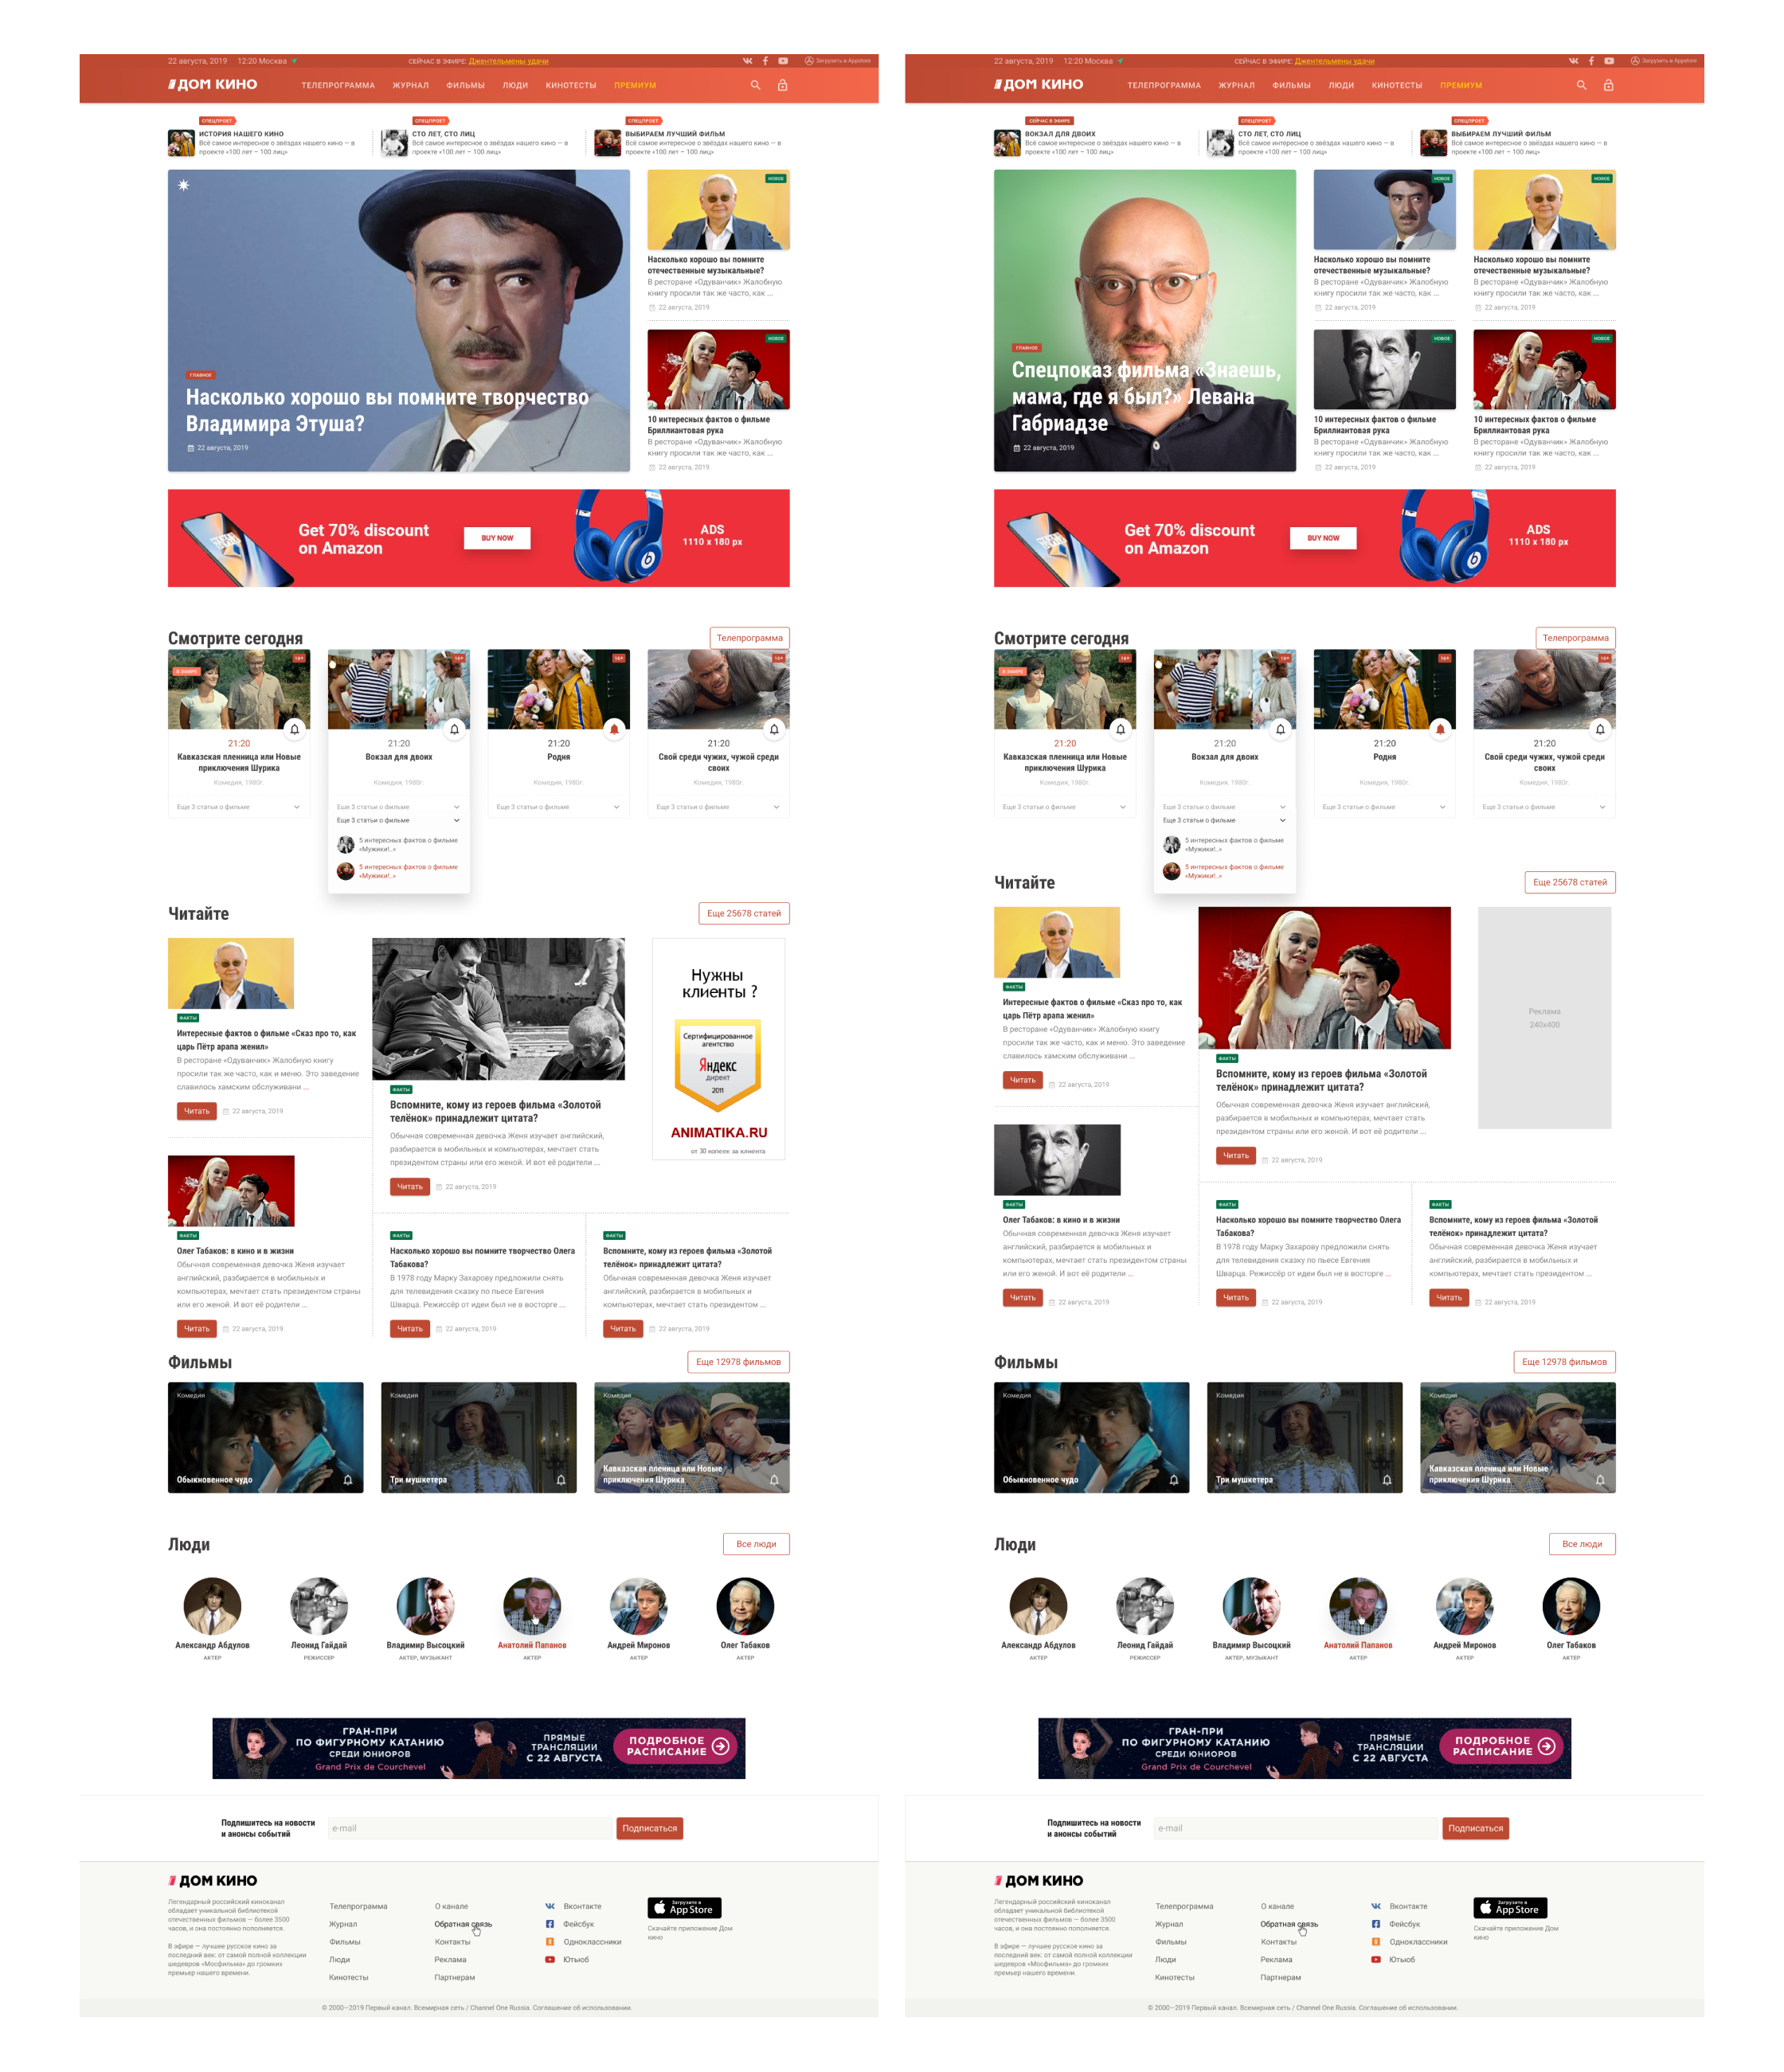 22 августа, 2019 12:20 Москва СЕЙЧАС В ЭФИРЕ: Джентельмены удачи Загрузить в Appstore
ДОМ КИНО ТЕЛЕПРОГРАММА ЖУРНАЛ ФИЛЬМЫ ЛЮДИ КИНОТЕСТЫ ПРЕМИУМ
СПЕЦПРОЕТ
ИСТОРИЯ НАШЕГО КИНО
Всё самое интересное о звёздах нашего кино — в
проекте «100 лет – 100 лиц»
СПЕЦПРОЕТ
СТО ЛЕТ, СТО ЛИЦ
Всё самое интересное о звёздах нашего кино — в
проекте «100 лет – 100 лиц»
СПЕЦПРОЕТ
ВЫБИРАЕМ ЛУЧШИЙ ФИЛЬМ
Всё самое интересное о звёздах нашего кино — в
проекте «100 лет – 100 лиц»
ГЛАВНОЕ
Насколько хорошо вы помните творчество
Владимира Этуша?
22 августа, 2019
НОВОЕ
Насколько хорошо вы помните
отечественные музыкальные?
В ресторане «Одуванчик» Жалобную
книгу просили так же часто, как ...
22 августа, 2019
НОВОЕ
10 интересных фактов о фильме
Бриллиантовая рука
В ресторане «Одуванчик» Жалобную
книгу просили так же часто, как ...
22 августа, 2019
Get 70% discount
on Amazon
BUY NOW
ADS
1110 x 180 px
Смотрите сегодня
Телепрограмма
В ЭФИРЕ
16+
21:20
Кавказская пленница или Новые
приключения Шурика
Комедия, 1980г.
Еще 3 статьи о фильме
16+
21:20
Вокзал для двоих
Комедия, 1980г.
Еще 3 статьи о фильме
Еще 3 статьи о фильме
5 интересных фактов о фильме
«Мужики!..»
5 интересных фактов о фильме
«Мужики!..»
16+
21:20
Родня
Комедия, 1980г.
Еще 3 статьи о фильме
16+
21:20
Свой среди чужих, чужой среди
своих
Комедия, 1980г.
Еще 3 статьи о фильме
Читайте
Еще 25678 статей
ФАКТЫ
Интересные фактов о фильме «Сказ про то, как
царь Пётр арапа женил»
В ресторане «Одуванчик» Жалобную книгу
просили так же часто, как и меню. Это заведение
славилось хамским обслуживани ...
Читать 22 августа, 2019
ФАКТЫ
Вспомните, кому из героев фильма «Золотой
телёнок» принадлежит цитата?
Обычная современная девочка Женя изучает английский,
разбирается в мобильных и компьютерах, мечтает стать
президентом страны или его женой. И вот её родители ...
Читать 22 августа, 2019
Нужны
клиенты ?
Сертифицированное
агентство
Яндекс
директ
2011
ANIMATIKA.RU
от 30 копеек за клиента
ФАКТЫ
Олег Табаков: в кино и в жизни
Обычная современная девочка Женя изучает
английский, разбирается в мобильных и
компьютерах, мечтает стать президентом страны
или его женой. И вот её родители ...
Читать 22 августа, 2019
ФАКТЫ
Насколько хорошо вы помните творчество Олега
Табакова?
В 1978 году Марку Захарову предложили снять
для телевидения сказку по пьесе Евгения
Шварца. Режиссёр от идеи был не в восторге ...
Читать 22 августа, 2019
ФАКТЫ
Вспомните, кому из героев фильма «Золотой
телёнок» принадлежит цитата?
Обычная современная девочка Женя изучает
английский, разбирается в мобильных и
компьютерах, мечтает стать президентом ...
Читать 22 августа, 2019
Фильмы
Еще 12978 фильмов
Комедия
Обыкновенное чудо
Комедия
Три мушкетера
Комедия
Кавказская пленица или Новые
приключения Шурика
Люди
Все люди
Александр Абдулов
АКТЕР
Леонид Гайдай
РЕЖИССЕР
Владимир Высоцкий
АКТЕР, МУЗЫКАНТ
Анатолий Папанов
АКТЕР
Андрей Миронов
АКТЕР
Олег Табаков
АКТЕР
ГРАН-ПРИ
ПО ФИГУРНОМУ КАТАНИЮ
СРЕДИ ЮНИОРОВ
Grand Prix de Courchevel
ПРЯМЫЕ
ТРАНСЛЯЦИИ
С 22 АВГУСТА
ПОДРОБНОЕ
РАСПИСАНИЕ
Подпишитесь на новости
и анонсы событий
e-mail
Подписаться
ДОМ КИНО
Легендарный российский киноканал
обладает уникальной библиотекой
отечественных фильмов — более 3500
часов, и она постоянно пополняется.
В эфире — лучшее русское кино за
последний век: от самой полной коллекции
шедевров «Мосфильма» до громких
премьер нашего времени.
Телепрограмма
Журнал
Фильмы
Люди
Кинотесты
О канале
Обратная связь
Контакты
Реклама
Партнерам
Вконтакте
Фейсбук
Одноклассники
Ютьюб
Загрузите в
App Store
Скачайте приложение Дом
кино
© 2000—2019 Первый канал. Всемирная сеть / Channel One Russia. Соглашение об использовании.
22 августа, 2019 12:20 Москва СЕЙЧАС В ЭФИРЕ: Джентельмены удачи Загрузить в Appstore
ДОМ КИНО ТЕЛЕПРОГРАММА ЖУРНАЛ ФИЛЬМЫ ЛЮДИ КИНОТЕСТЫ ПРЕМИУМ
СЕЙЧАС В ЭФИРЕ
ВОКЗАЛ ДЛЯ ДВОИХ
Всё самое интересное о звёздах нашего кино — в
проекте «100 лет – 100 лиц»
СПЕЦПРОЕТ
СТО ЛЕТ, СТО ЛИЦ
Всё самое интересное о звёздах нашего кино — в
проекте «100 лет – 100 лиц»
СПЕЦПРОЕТ
ВЫБИРАЕМ ЛУЧШИЙ ФИЛЬМ
Всё самое интересное о звёздах нашего кино — в
проекте «100 лет – 100 лиц»
ГЛАВНОЕ
Спецпоказ фильма «Знаешь,
мама, где я был?» Левана
Габриадзе
22 августа, 2019
НОВОЕ
Насколько хорошо вы помните
отечественные музыкальные?
В ресторане «Одуванчик» Жалобную
книгу просили так же часто, как ...
22 августа, 2019
НОВОЕ
Насколько хорошо вы помните
отечественные музыкальные?
В ресторане «Одуванчик» Жалобную
книгу просили так же часто, как ...
22 августа, 2019
НОВОЕ
10 интересных фактов о фильме
Бриллиантовая рука
В ресторане «Одуванчик» Жалобную
книгу просили так же часто, как ...
22 августа, 2019
НОВОЕ
10 интересных фактов о фильме
Бриллиантовая рука
В ресторане «Одуванчик» Жалобную
книгу просили так же часто, как ...
22 августа, 2019
Get 70% discount
on Amazon
BUY NOW
ADS
1110 x 180 px
Смотрите сегодня
Телепрограмма
В ЭФИРЕ
16+
21:20
Кавказская пленница или Новые
приключения Шурика
Комедия, 1980г.
Еще 3 статьи о фильме
16+
21:20
Вокзал для двоих
Комедия, 1980г.
Еще 3 статьи о фильме
Еще 3 статьи о фильме
5 интересных фактов о фильме
«Мужики!..»
5 интересных фактов о фильме
«Мужики!..»
16+
21:20
Родня
Комедия, 1980г.
Еще 3 статьи о фильме
16+
21:20
Свой среди чужих, чужой среди
своих
Комедия, 1980г.
Еще 3 статьи о фильме
Читайте
Еще 25678 статей
ФАКТЫ
Интересные фактов о фильме «Сказ про то, как
царь Пётр арапа женил»
В ресторане «Одуванчик» Жалобную книгу
просили так же часто, как и меню. Это заведение
славилось хамским обслуживани ...
Читать 22 августа, 2019
ФАКТЫ
Вспомните, кому из героев фильма «Золотой
телёнок» принадлежит цитата?
Обычная современная девочка Женя изучает английский,
разбирается в мобильных и компьютерах, мечтает стать
президентом страны или его женой. И вот её родители ...
Читать 22 августа, 2019
Реклама
240x400
ФАКТЫ
Олег Табаков: в кино и в жизни
Обычная современная девочка Женя изучает
английский, разбирается в мобильных и
компьютерах, мечтает стать президентом страны
или его женой. И вот её родители ...
Читать 22 августа, 2019
ФАКТЫ
Насколько хорошо вы помните творчество Олега
Табакова?
В 1978 году Марку Захарову предложили снять
для телевидения сказку по пьесе Евгения
Шварца. Режиссёр от идеи был не в восторге ...
Читать 22 августа, 2019
ФАКТЫ
Вспомните, кому из героев фильма «Золотой
телёнок» принадлежит цитата?
Обычная современная девочка Женя изучает
английский, разбирается в мобильных и
компьютерах, мечтает стать президентом ...
Читать 22 августа, 2019
Фильмы
Еще 12978 фильмов
Комедия
Обыкновенное чудо
Комедия
Три мушкетера
Комедия
Кавказская пленица или Новые
приключения Шурика
Люди
Все люди
Александр Абдулов
АКТЕР
Леонид Гайдай
РЕЖИССЕР
Владимир Высоцкий
АКТЕР, МУЗЫКАНТ
Анатолий Папанов
АКТЕР
Андрей Миронов
АКТЕР
Олег Табаков
АКТЕР
ГРАН-ПРИ
ПО ФИГУРНОМУ КАТАНИЮ
СРЕДИ ЮНИОРОВ
Grand Prix de Courchevel
ПРЯМЫЕ
ТРАНСЛЯЦИИ
С 22 АВГУСТА
ПОДРОБНОЕ
РАСПИСАНИЕ
Подпишитесь на новости
и анонсы событий
e-mail
Подписаться
ДОМ КИНО
Легендарный российский киноканал
обладает уникальной библиотекой
отечественных фильмов — более 3500
часов, и она постоянно пополняется.
В эфире — лучшее русское кино за
последний век: от самой полной коллекции
шедевров «Мосфильма» до громких
премьер нашего времени.
Телепрограмма
Журнал
Фильмы
Люди
Кинотесты
О канале
Обратная связь
Контакты
Реклама
Партнерам
Вконтакте
Фейсбук
Одноклассники
Ютьюб
Загрузите в
App Store
Скачайте приложение Дом
кино
© 2000—2019 Первый канал. Всемирная сеть / Channel One Russia. Соглашение об использовании.